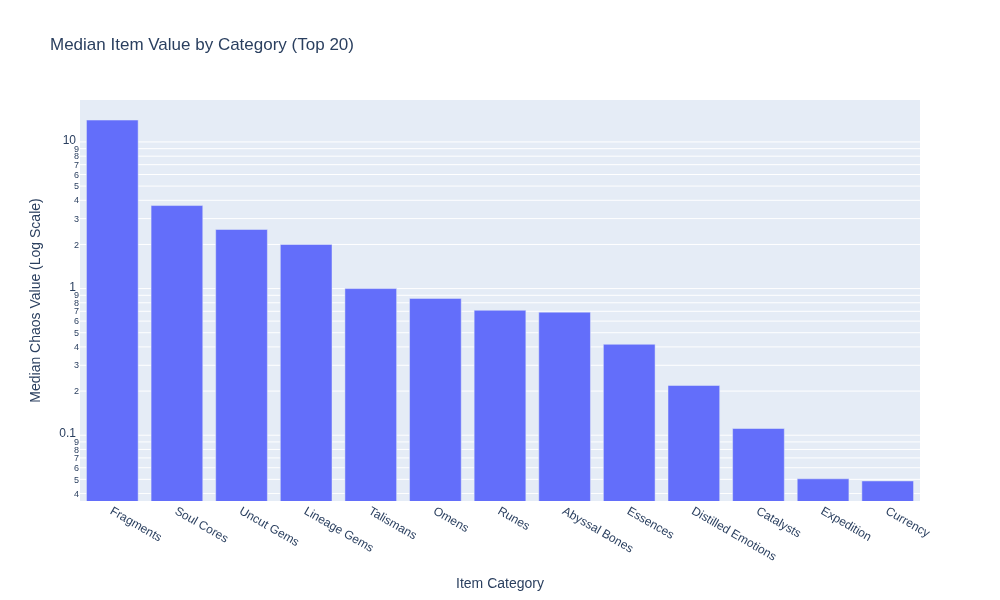 Median Item Value by Category (Top 20)
Median Chaos Value (Log Scale)
10
9
8
7
6
5
4
3
2
1
9
8
7
6
5
4
3
2
0.1
9
8
7
6
5
4
Fragments
Soul Cores
Uncut Gems
Lineage Gems
Talismans
Omens
Runes
Abyssal Bones
Essences
Distilled Emotions
Catalysts
Expedition
Currency
Item Category